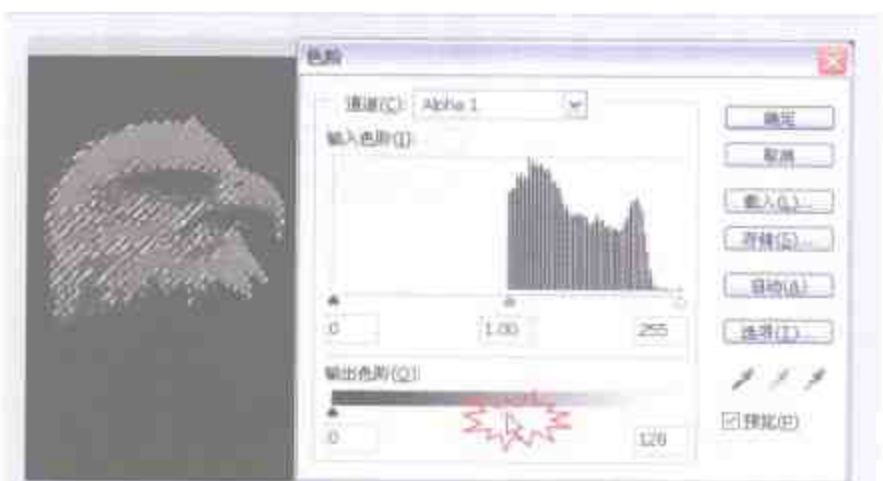 色阶
通道(C): Alpha 1
输入色阶(I):
0
1.00
255
输出色阶(O):
0
128
确定
取消
载入(L)...
存储(S)...
自动(A)
选项(T)...
预览(P)